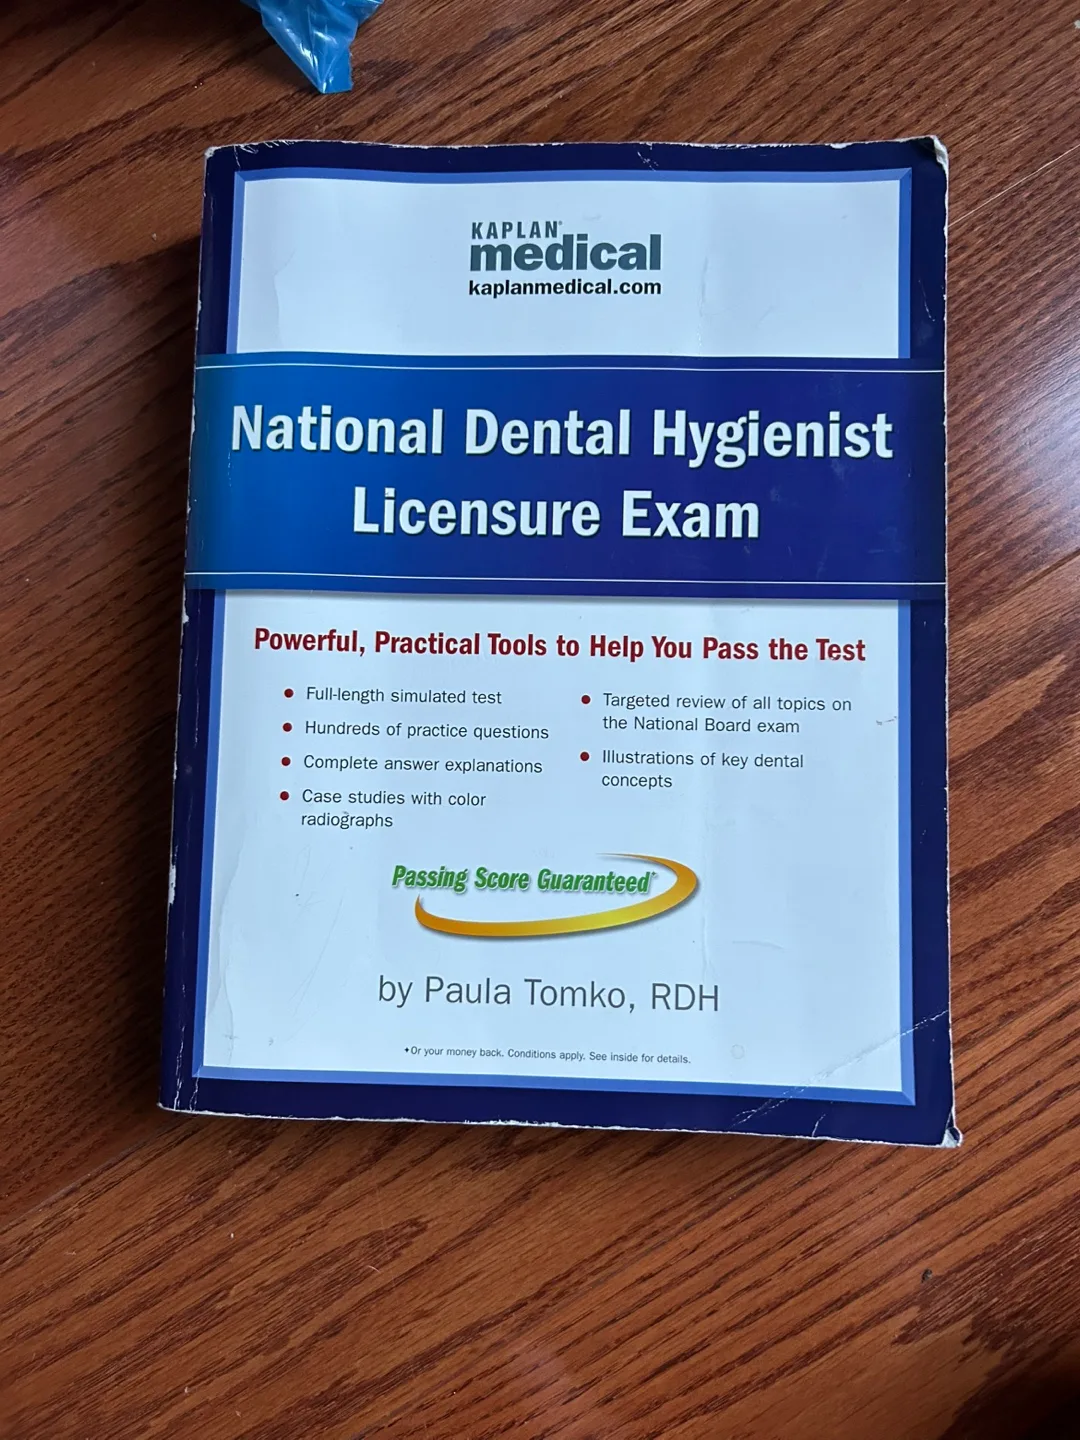 KAPLAN®
medical
kaplanmedical.com
National Dental Hygienist
Licensure Exam
Powerful, Practical Tools to Help You Pass the Test
• Full-length simulated test
• Hundreds of practice questions
• Complete answer explanations
• Case studies with color
radiographs
• Targeted review of all topics on
the National Board exam
• Illustrations of key dental
concepts
Passing Score Guaranteed*
by Paula Tomko, RDH
*Or your money back. Conditions apply. See inside for details.